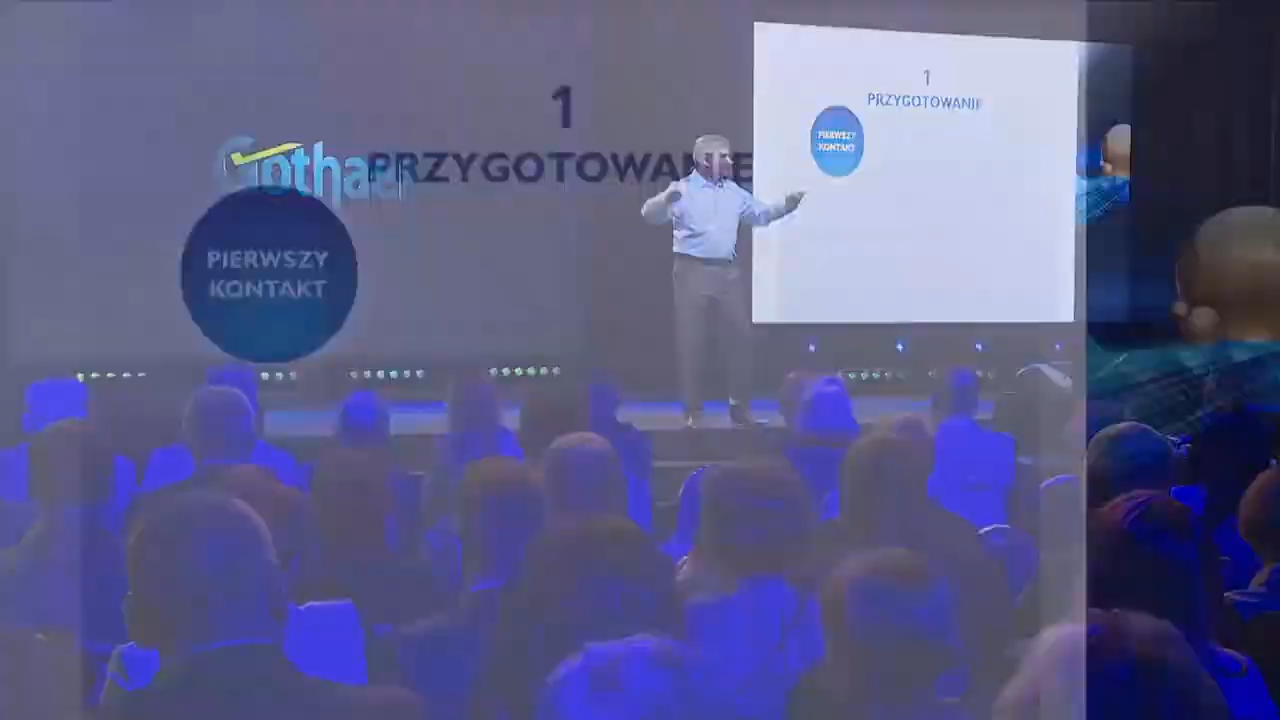 1
PRZYGOTOWANIE
PIERWSZY
KONTAKT
1
PRZYGOTOWANIE
PIERWSZY
KONTAKT